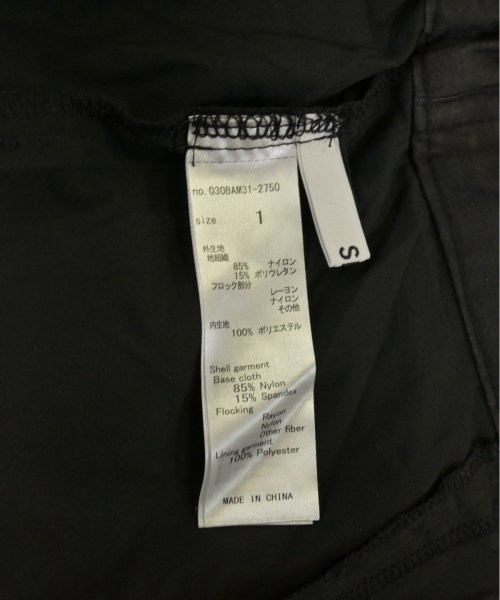 no. 030BAM31-2750
size 1
外生地
地組織 ナイロン
85%
15% ポリウレタン
フロック部分 レーヨン
ナイロン
その他
内生地
100% ポリエステル
Shell garment
Base cloth
85% Nylon
15% Spandex
Flocking
Rayon
Nylon
Other fiber
Lining garment
100% Polyester
MADE IN CHINA
S